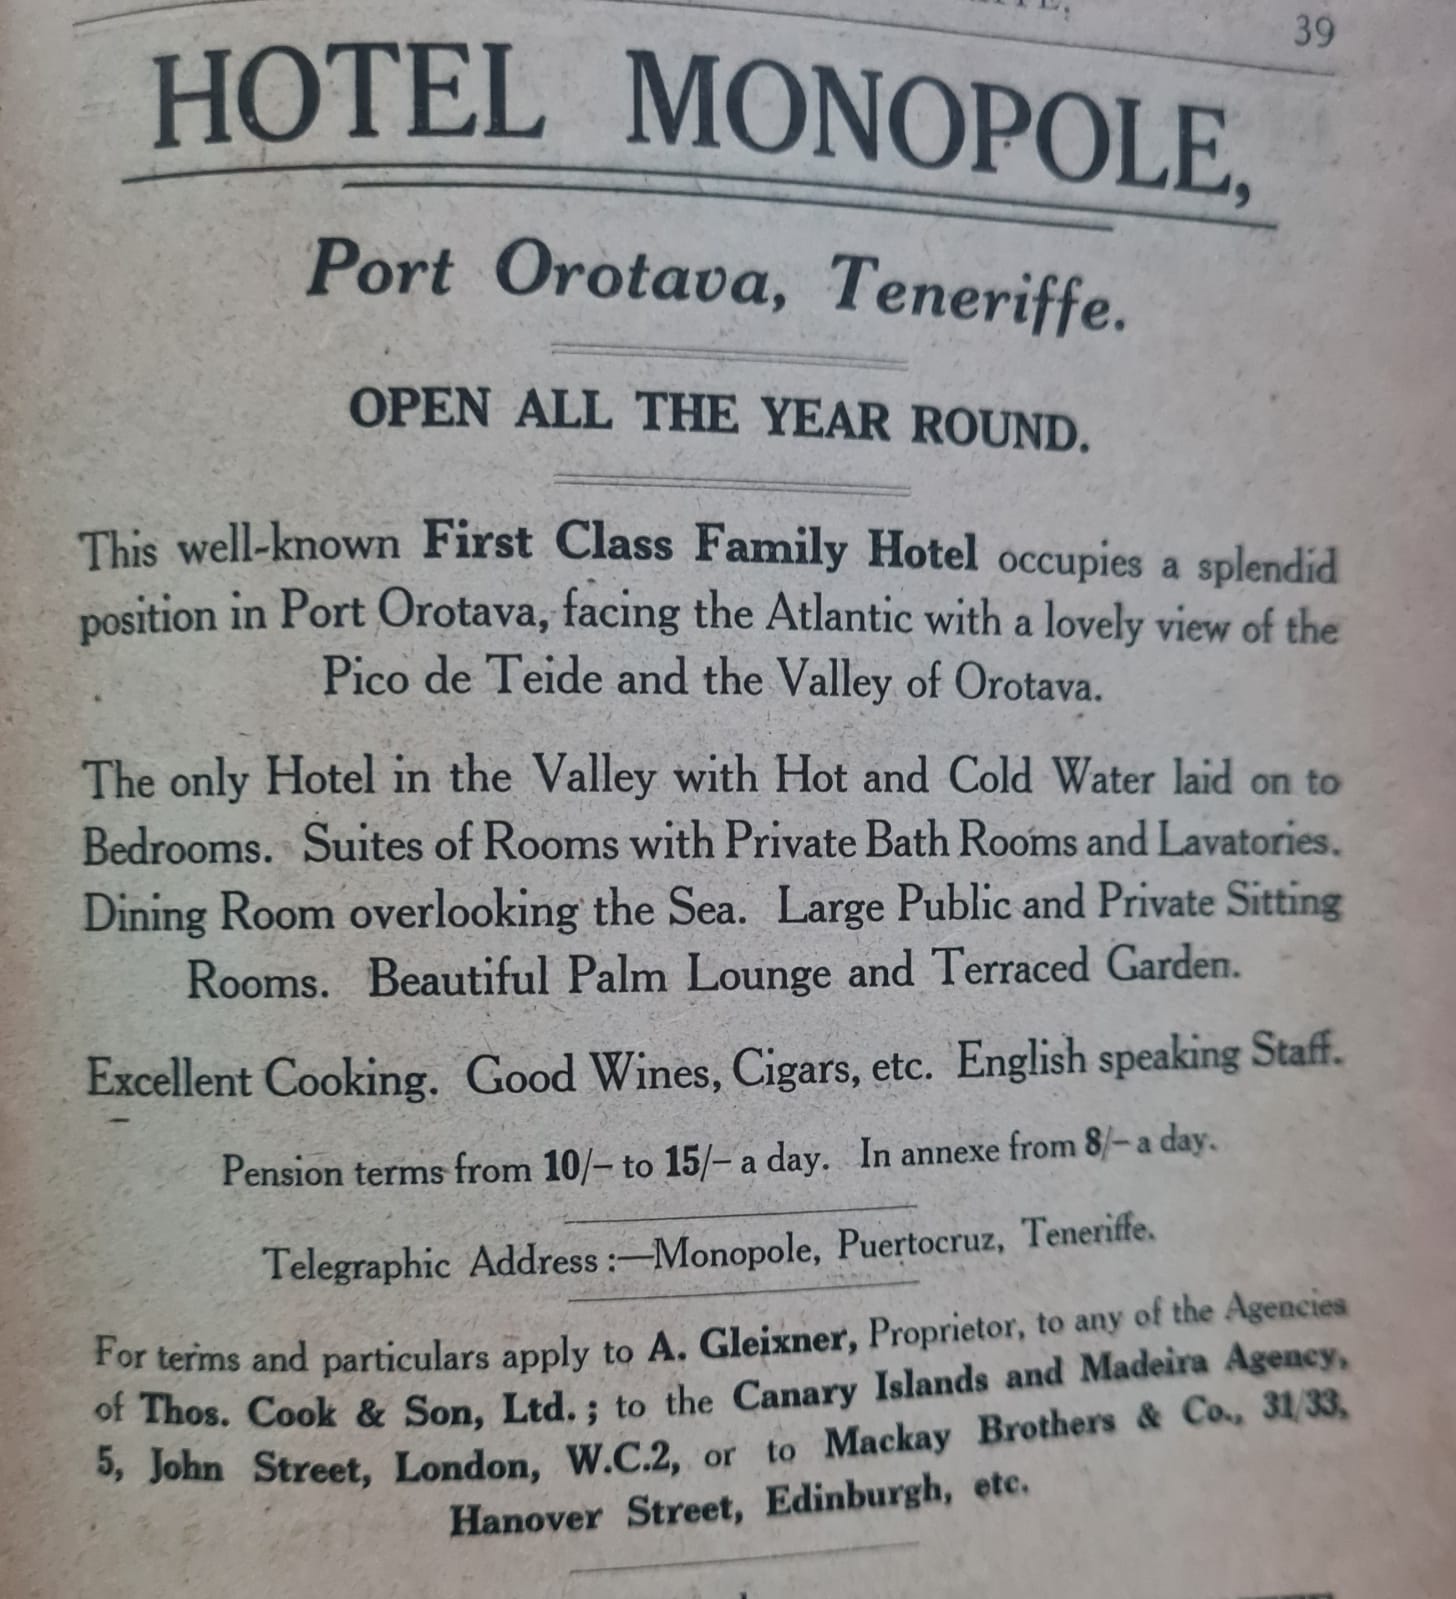 39
HOTEL MONOPOLE,
Port Orotava, Teneriffe.
OPEN ALL THE YEAR ROUND.
This well-known First Class Family Hotel occupies a splendid
position in Port Orotava, facing the Atlantic with a lovely view of the
Pico de Teide and the Valley of Orotava.
The only Hotel in the Valley with Hot and Cold Water laid on to
Bedrooms. Suites of Rooms with Private Bath Rooms and Lavatories.
Dining Room overlooking the Sea. Large Public and Private Sitting
Rooms. Beautiful Palm Lounge and Terraced Garden.
Excellent Cooking. Good Wines, Cigars, etc. English speaking Staff.
Pension terms from 10/– to 15/– a day. In annexe from 8/– a day.
Telegraphic Address :—Monopole, Puertocruz, Teneriffe.
For terms and particulars apply to A. Gleixner, Proprietor, to any of the Agencies
of Thos. Cook & Son, Ltd. ; to the Canary Islands and Madeira Agency,
5, John Street, London, W.C.2, or to Mackay Brothers & Co., 31/33,
Hanover Street, Edinburgh, etc.